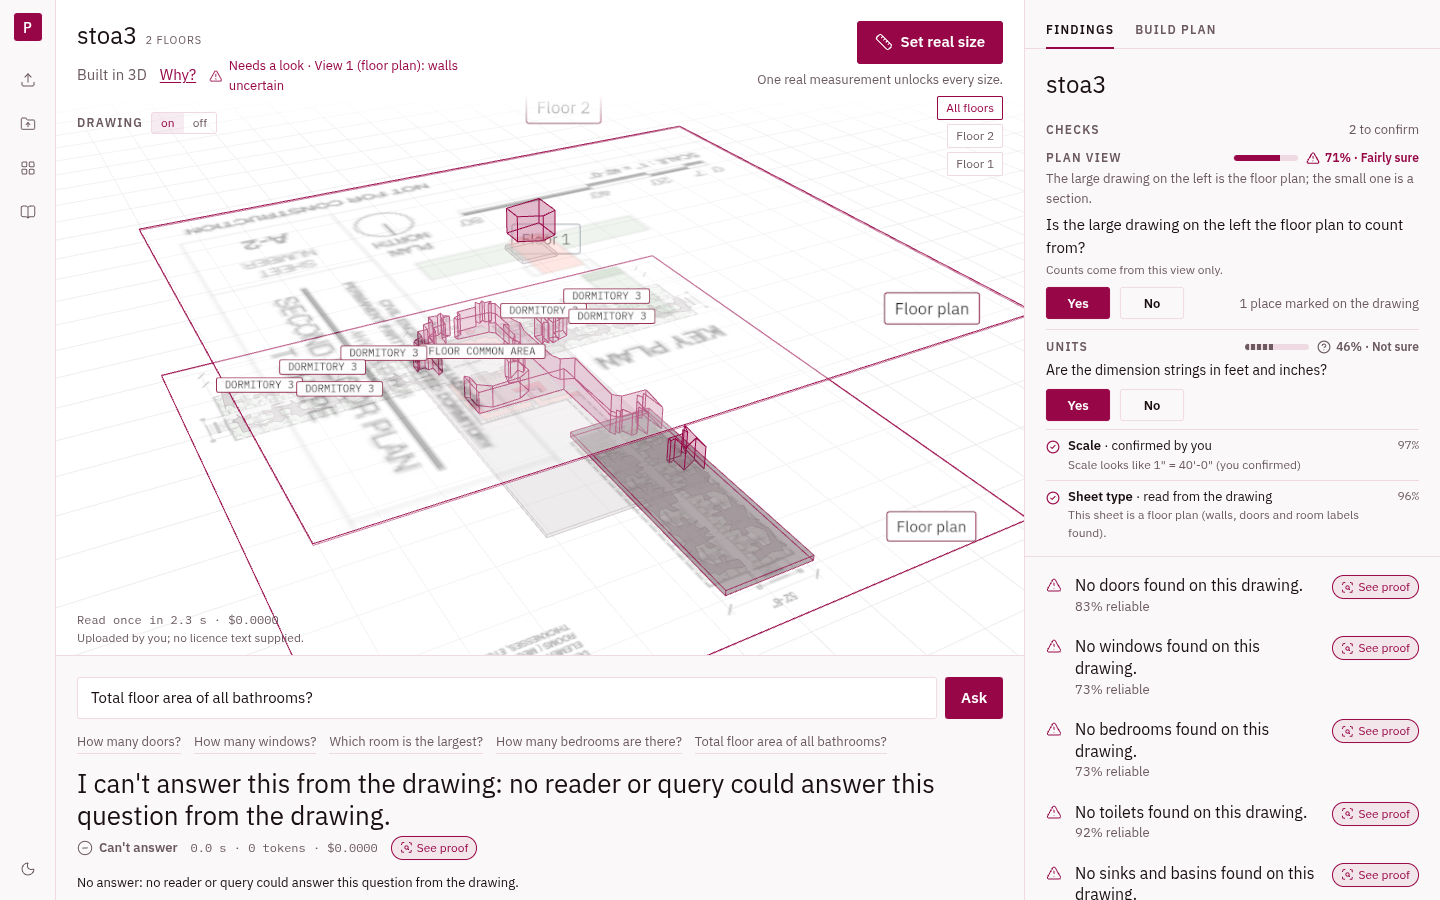 P
stoa3 2 FLOORS
Built in 3D Why? Needs a look · View 1 (floor plan): walls
uncertain
Set real size
One real measurement unlocks every size.
DRAWING on off
All floors
Floor 2
Floor 1
Floor 2
Floor 1
Floor plan
Floor plan
NOT FOR CONSTRUCTION
A-2
SHEET
NUMBER
PLAN
NORTH
KEY PLAN
DORMITORY
DORMITORY 3
DORMITORY
DORMITORY 3
FLOOR COMMON AREA
DORMITORY 3
DORMITORY 3
DORMITORY 3
DORMITORY 3
Read once in 2.3 s · $0.0000
Uploaded by you; no licence text supplied.
Total floor area of all bathrooms?
Ask
How many doors? How many windows? Which room is the largest? How many bedrooms are there? Total floor area of all bathrooms?
I can't answer this from the drawing: no reader or query could answer this
question from the drawing.
Can't answer 0.0 s · 0 tokens · $0.0000 See proof
No answer: no reader or query could answer this question from the drawing.
FINDINGS BUILD PLAN
stoa3
CHECKS 2 to confirm
PLAN VIEW 71% · Fairly sure
The large drawing on the left is the floor plan; the small one is a
section.
Is the large drawing on the left the floor plan to count
from?
Counts come from this view only.
Yes No 1 place marked on the drawing
UNITS 46% · Not sure
Are the dimension strings in feet and inches?
Yes No
Scale · confirmed by you 97%
Scale looks like 1" = 40'-0" (you confirmed)
Sheet type · read from the drawing 96%
This sheet is a floor plan (walls, doors and room labels
found).
No doors found on this drawing. See proof
83% reliable
No windows found on this
drawing. See proof
73% reliable
No bedrooms found on this
drawing. See proof
73% reliable
No toilets found on this drawing. See proof
92% reliable
No sinks and basins found on this
drawing. See proof